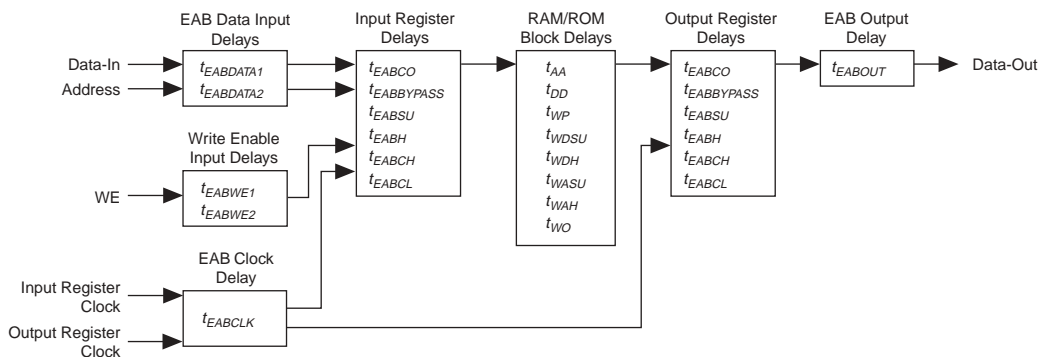 EAB Data Input
Delays
Input Register
Delays
RAM/ROM
Block Delays
Output Register
Delays
EAB Output
Delay
Data-In
Address
tEABDATA1
tEABDATA2
tEABCO
tEABBYPASS
tEABSU
tEABH
tEABCH
tEABCL
tAA
tDD
tWP
tWDSU
tWDH
tWASU
tWAH
tWO
tEABCO
tEABBYPASS
tEABSU
tEABH
tEABCH
tEABCL
tEABOUT
Data-Out
Write Enable
Input Delays
WE
tEABWE1
tEABWE2
EAB Clock
Delay
Input Register
Clock
Output Register
Clock
tEABCLK